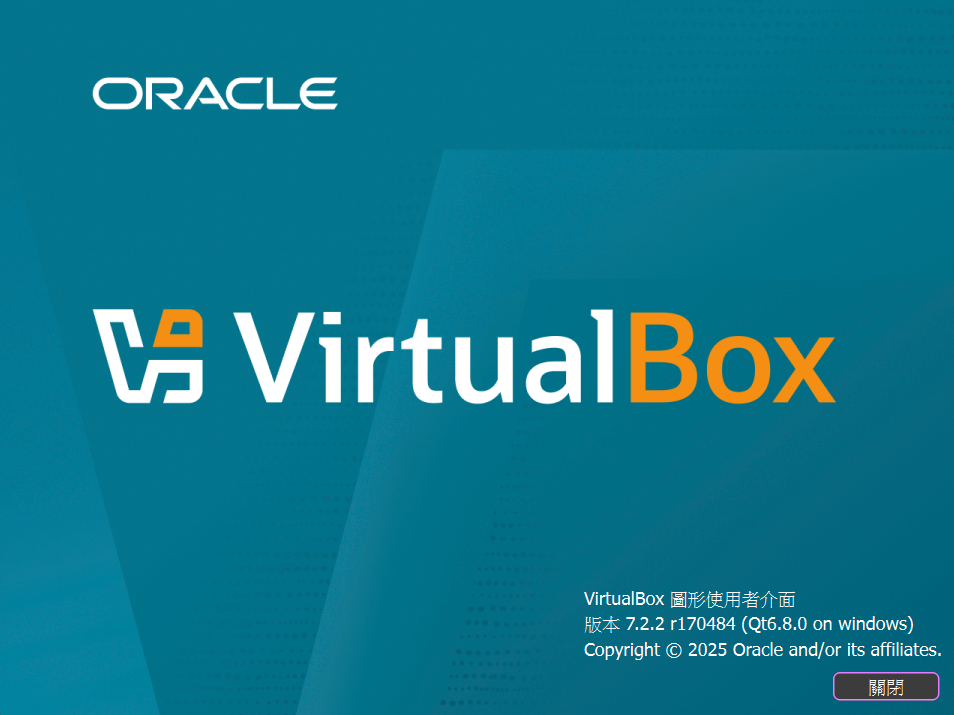 ORACLE
VirtualBox
VirtualBox 圖形使用者介面
版本 7.2.2 r170484 (Qt6.8.0 on windows)
Copyright © 2025 Oracle and/or its affiliates.
關閉